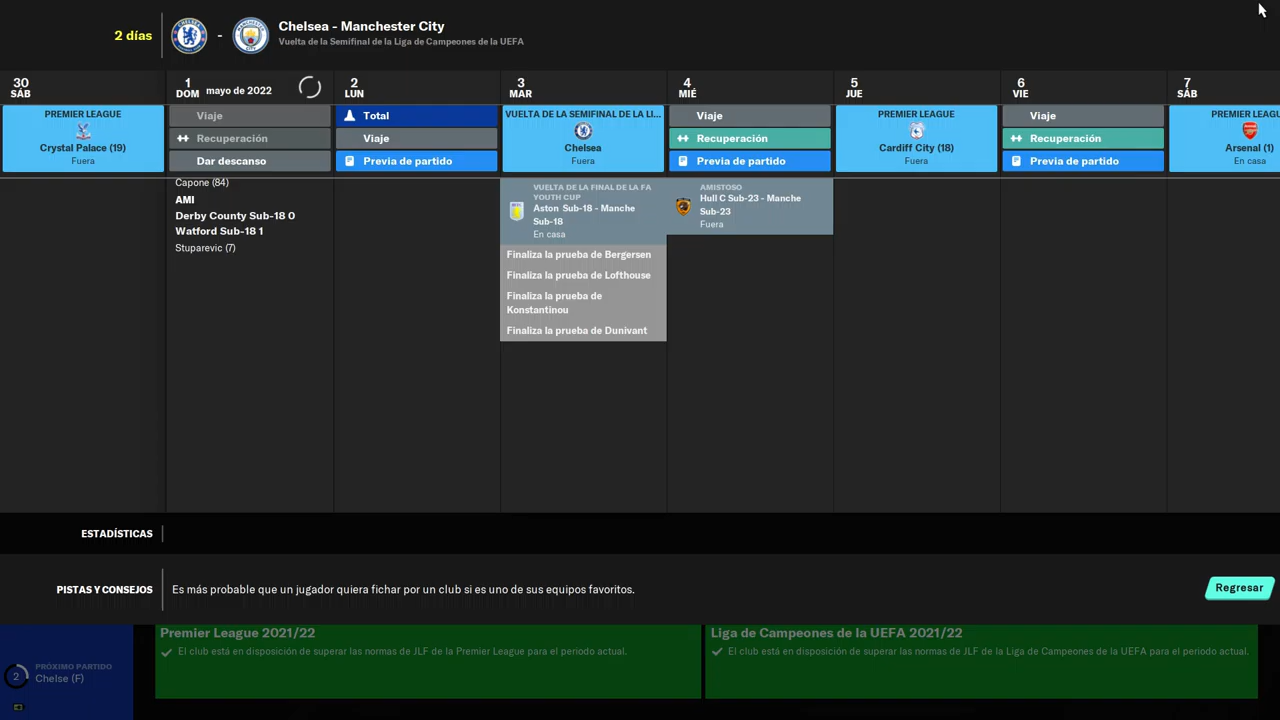 2 días
Chelsea - Manchester City
Vuelta de la Semifinal de la Liga de Campeones de la UEFA
30
SÁB
1
DOM
mayo de 2022
2
LUN
3
MAR
4
MIÉ
5
JUE
6
VIE
7
SÁB
PREMIER LEAGUE
Crystal Palace (19)
Fuera
Viaje
Recuperación
Dar descanso
Total
Viaje
Previa de partido
VUELTA DE LA SEMIFINAL DE LA LI...
Chelsea
Fuera
Viaje
Recuperación
Previa de partido
PREMIER LEAGUE
Cardiff City (18)
Fuera
Viaje
Recuperación
Previa de partido
PREMIER LEAGU
Arsenal (1)
En casa
Capone (84)
AMI
Derby County Sub-18 0
Watford Sub-18 1
Stuparevic (7)
VUELTA DE LA FINAL DE LA FA
YOUTH CUP
Aston Sub-18 - Manche
Sub-18
En casa
Finaliza la prueba de Bergersen
Finaliza la prueba de Lofthouse
Finaliza la prueba de
Konstantinou
Finaliza la prueba de Dunivant
AMISTOSO
Hull C Sub-23 - Manche
Sub-23
Fuera
ESTADÍSTICAS
PISTAS Y CONSEJOS
Es más probable que un jugador quiera fichar por un club si es uno de sus equipos favoritos.
Regresar
Premier League 2021/22
El club está en disposición de superar las normas de JLF de la Premier League para el periodo actual.
Liga de Campeones de la UEFA 2021/22
El club está en disposición de superar las normas de JLF de la Liga de Campeones de la UEFA para el periodo actual.
2
PRÓXIMO PARTIDO
Chelse (F)